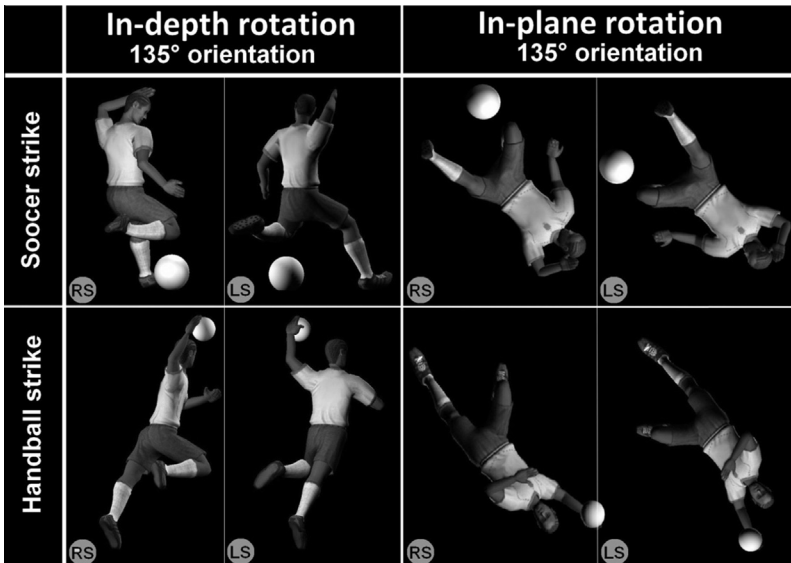 In-depth rotation
135° orientation
In-plane rotation
135° orientation
Soocer strike
RS
LS
RS
LS
Handball strike
RS
LS
RS
LS